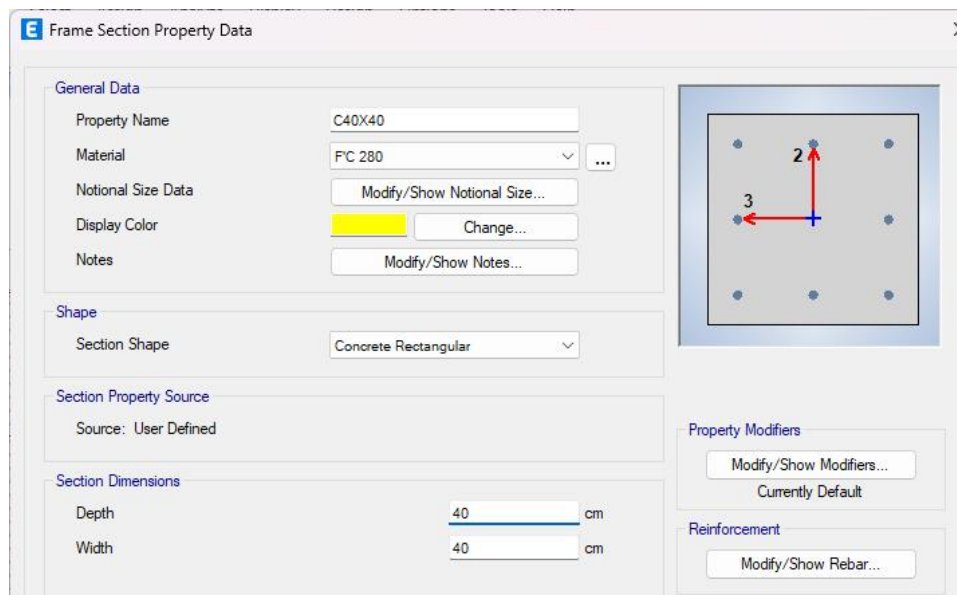 E Frame Section Property Data
General Data
Property Name C40X40
Material F'C 280 ...
Notional Size Data Modify/Show Notional Size...
Display Color Change...
Notes Modify/Show Notes...
2
3
Shape
Section Shape Concrete Rectangular
Section Property Source
Source: User Defined
Property Modifiers
Modify/Show Modifiers...
Currently Default
Section Dimensions
Depth 40 cm
Width 40 cm
Reinforcement
Modify/Show Rebar...